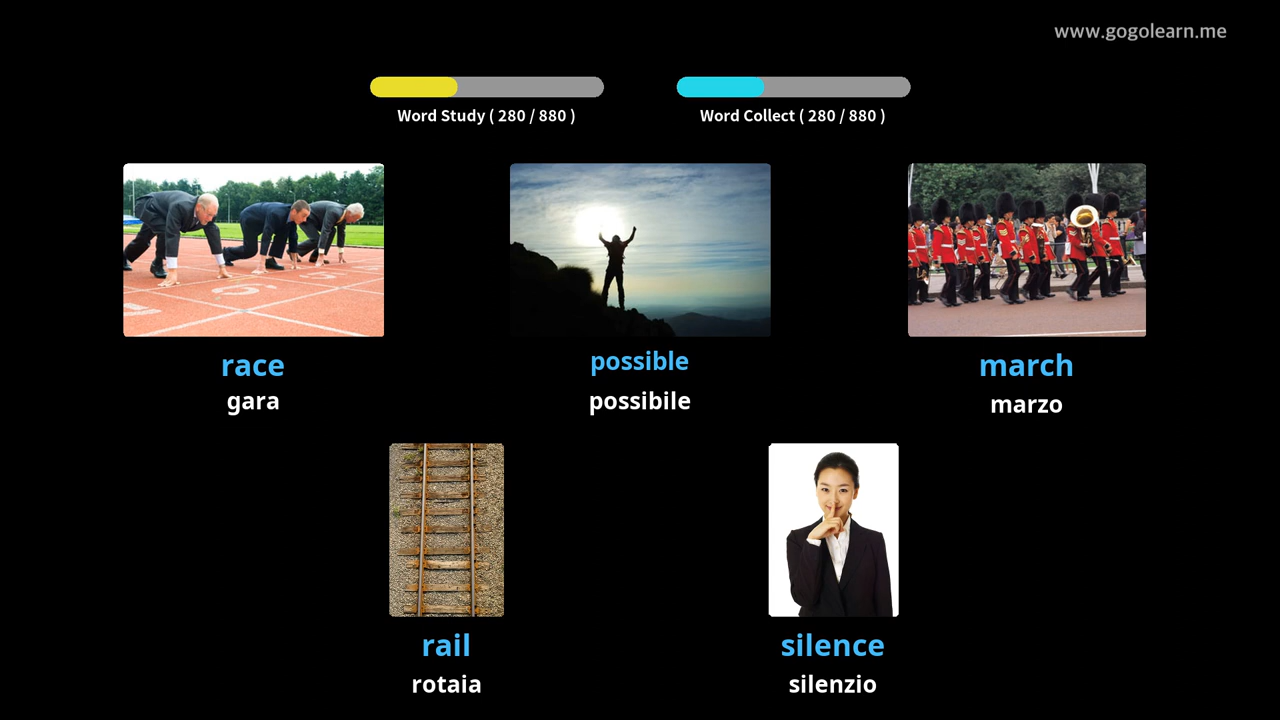 www.gogolearn.me
Word Study ( 280 / 880 )
Word Collect ( 280 / 880 )
race
gara
possible
possibile
march
marzo
rail
rotaia
silence
silenzio